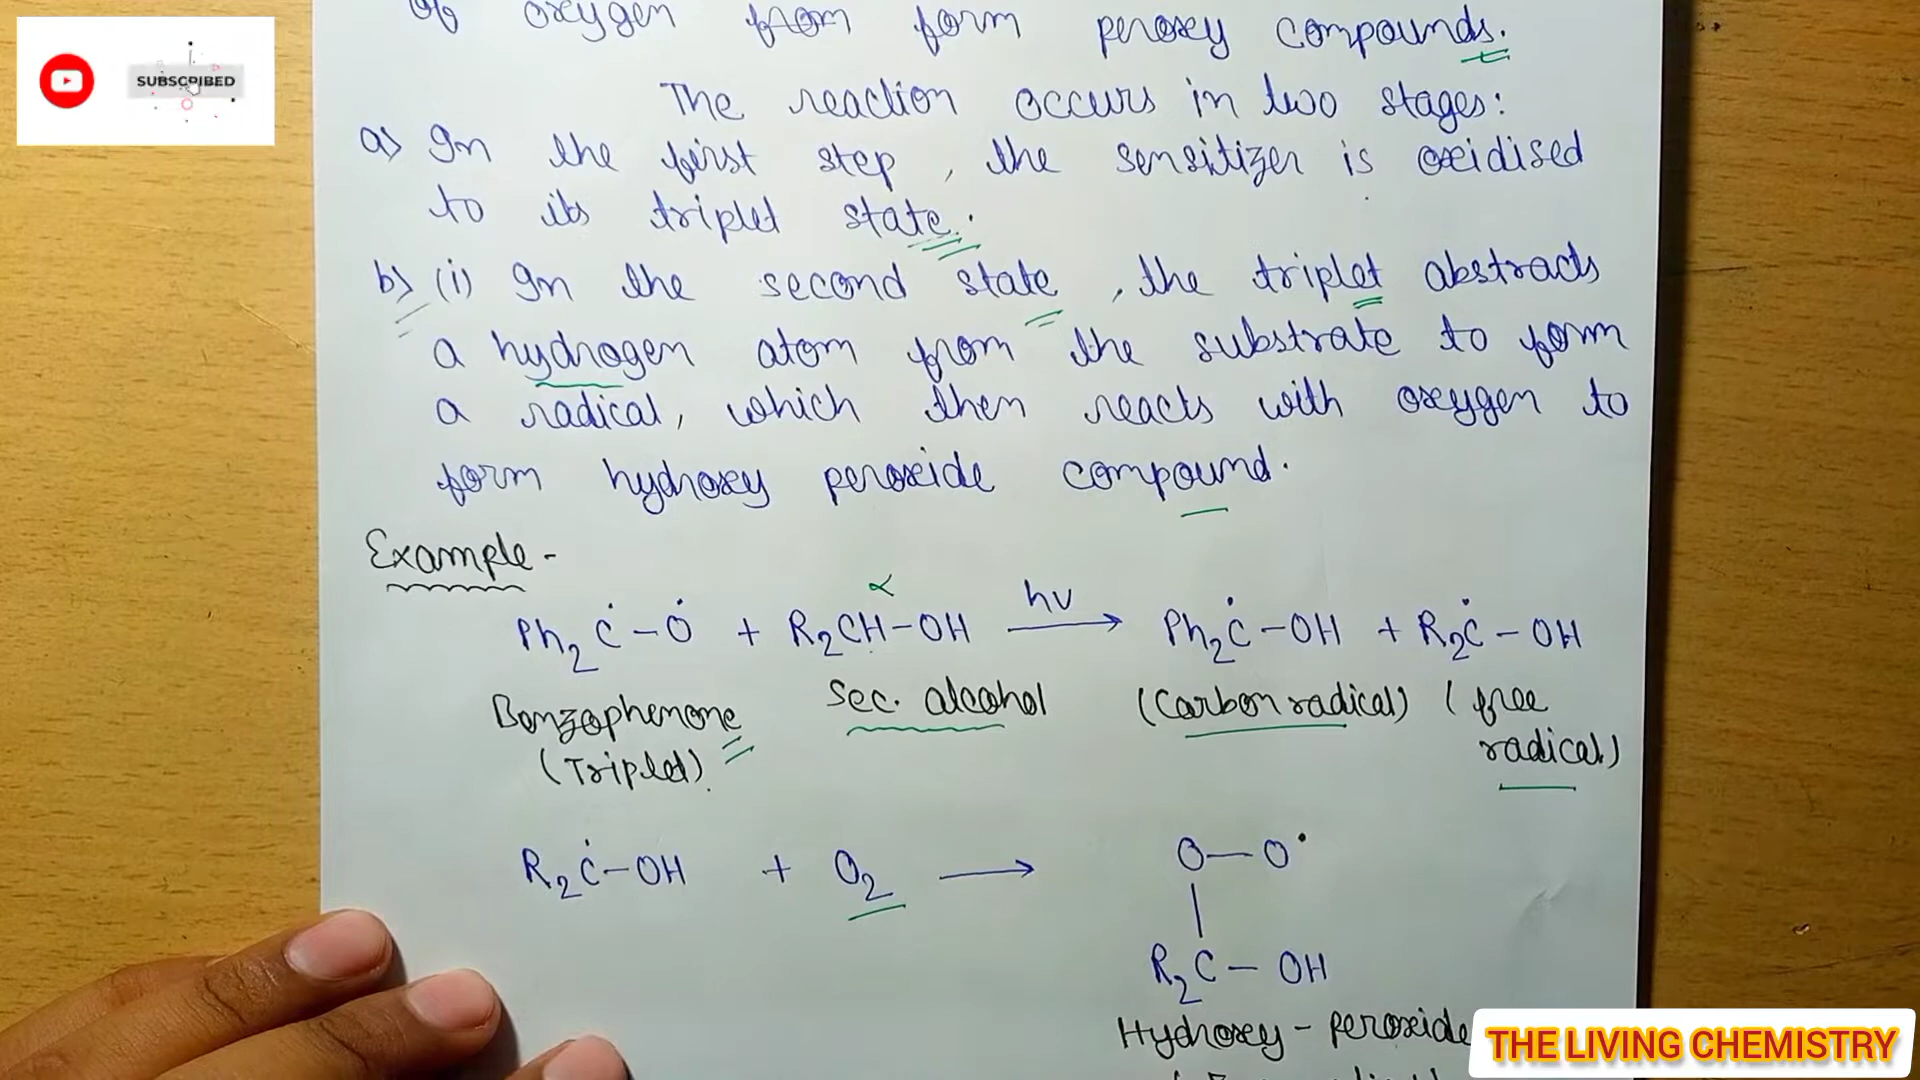 SUBSCRIBED
of oxygen from form peroxy compounds.
The reaction occurs in two stages:
a) In the first step, the sensitizer is oxidised
to its triplet state.
b) (i) In the second state, the triplet abstracts
a hydrogen atom from the substrate to form
a radical, which then reacts with oxygen to
form hydroxy peroxide compound.
Example -
α
Ph₂Ċ-Ȯ + R₂CH-OH hν → Ph₂Ċ-OH + R₂Ċ-OH
Benzophenone sec. alcohol (Carbon radical) (free
(Triplet) radical)
O-O•
R₂Ċ-OH + O₂ →
R₂C-OH
Hydroxy-peroxide
THE LIVING CHEMISTRY